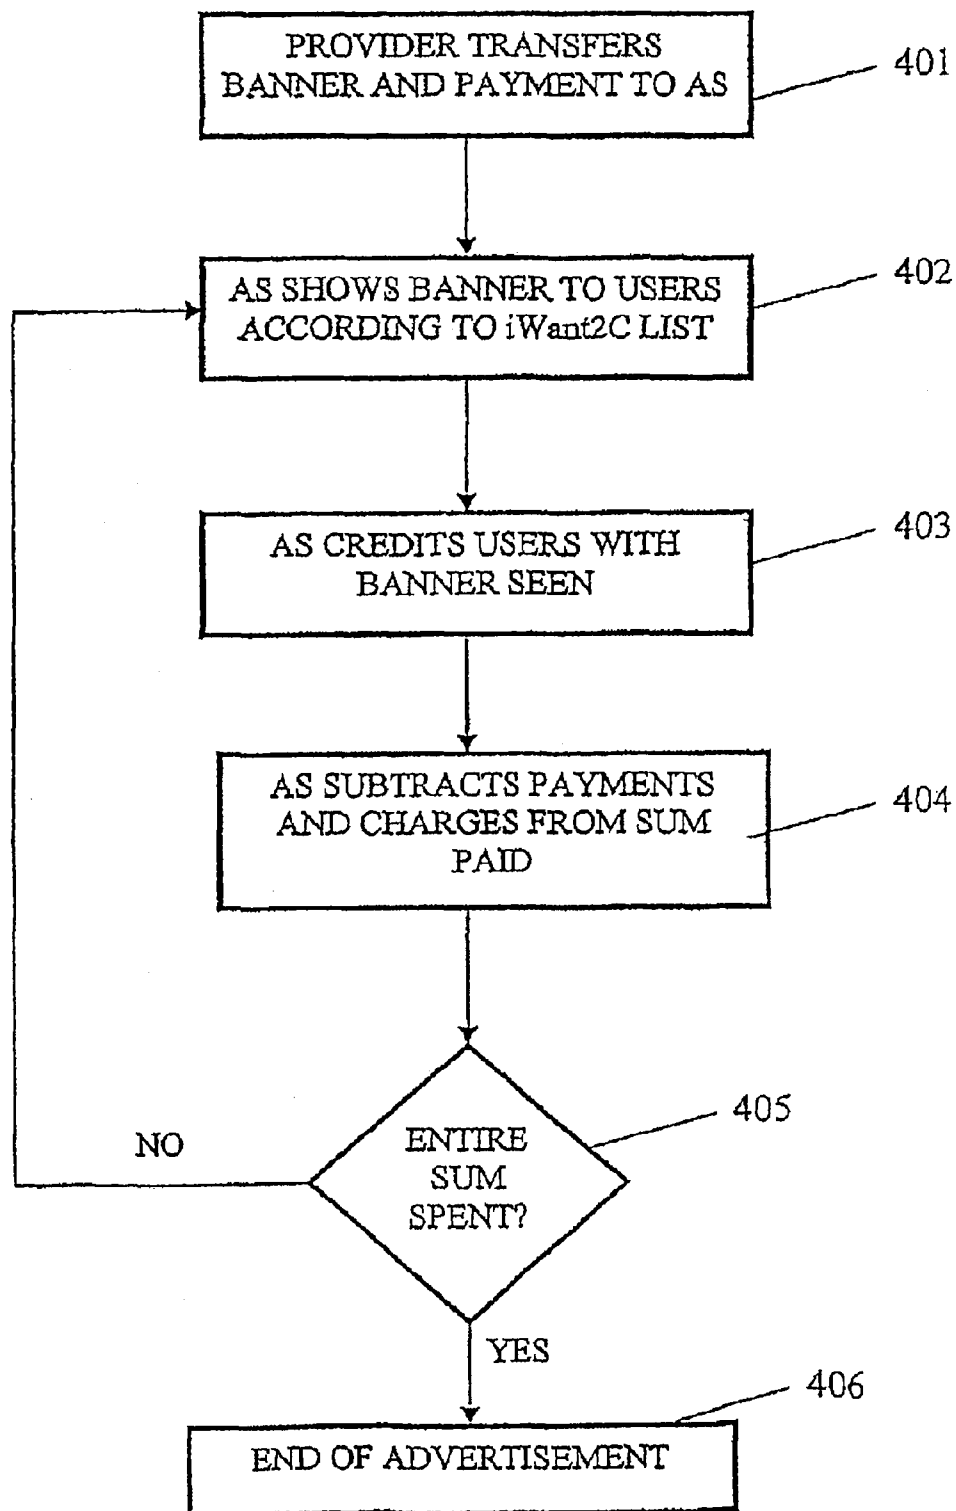 PROVIDER TRANSFERS
BANNER AND PAYMENT TO AS
401
AS SHOWS BANNER TO USERS
ACCORDING TO iWant2C LIST
402
AS CREDITS USERS WITH
BANNER SEEN
403
AS SUBTRACTS PAYMENTS
AND CHARGES FROM SUM
PAID
404
ENTIRE
SUM
SPENT?
405
NO
YES
END OF ADVERTISEMENT
406